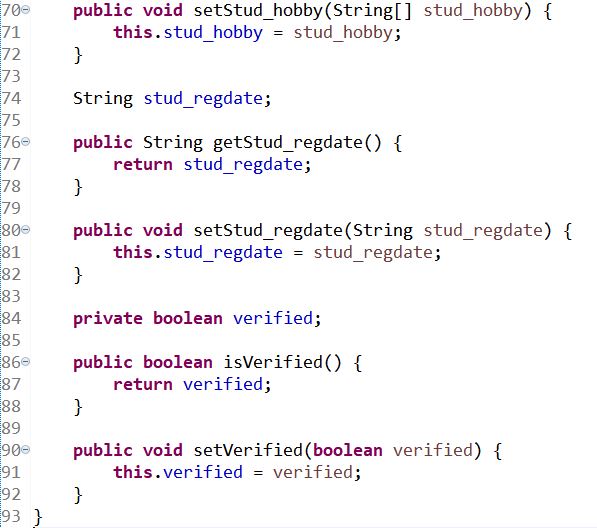 70 public void setStud_hobby(String[] stud_hobby) {
71 this.stud_hobby = stud_hobby;
72 }
73
74 String stud_regdate;
75
76 public String getStud_regdate() {
77 return stud_regdate;
78 }
79
80 public void setStud_regdate(String stud_regdate) {
81 this.stud_regdate = stud_regdate;
82 }
83
84 private boolean verified;
85
86 public boolean isVerified() {
87 return verified;
88 }
89
90 public void setVerified(boolean verified) {
91 this.verified = verified;
92 }
93 }